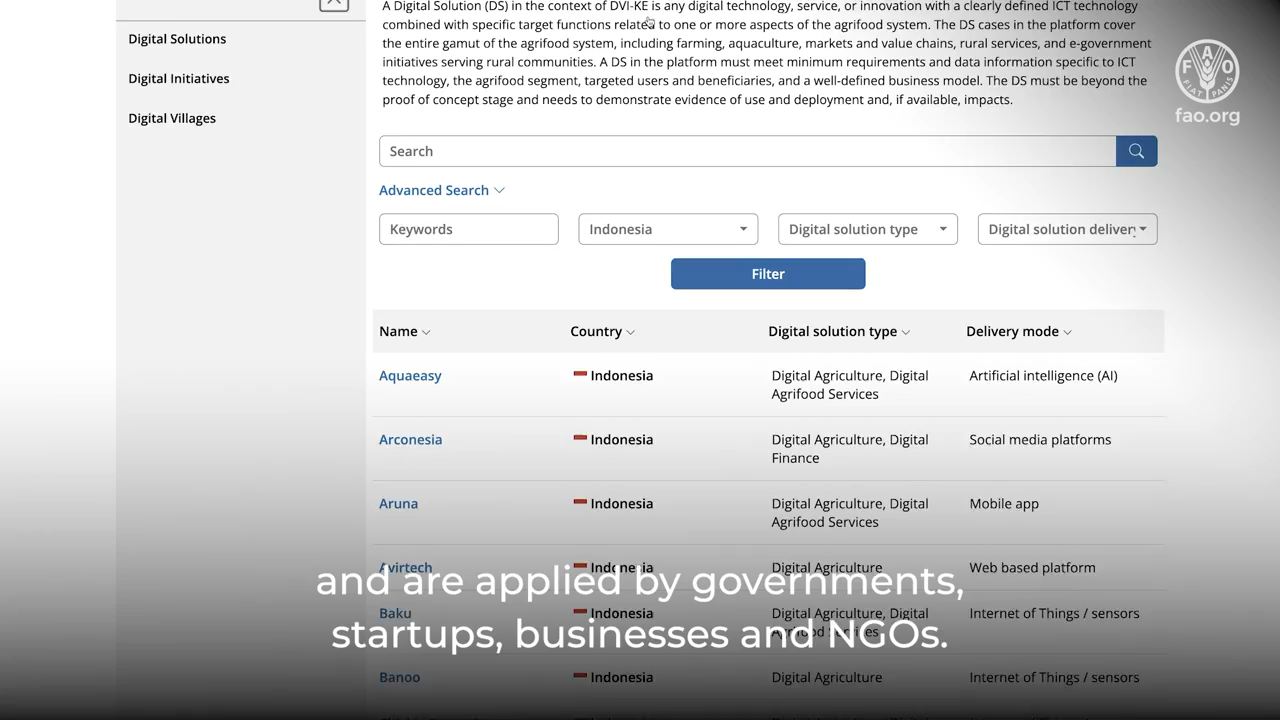 A Digital Solution (DS) in the context of DVI-KE is any digital technology, service, or innovation with a clearly defined ICT technology
combined with specific target functions related to one or more aspects of the agrifood system. The DS cases in the platform cover
the entire gamut of the agrifood system, including farming, aquaculture, markets and value chains, rural services, and e-government
initiatives serving rural communities. A DS in the platform must meet minimum requirements and data information specific to ICT
technology, the agrifood segment, targeted users and beneficiaries, and a well-defined business model. The DS must be beyond the
proof of concept stage and needs to demonstrate evidence of use and deployment and, if available, impacts.
Digital Solutions
Digital Initiatives
Digital Villages
F A O
FIAT PANIS
fao.org
Search
Advanced Search
Keywords
Indonesia
Digital solution type
Digital solution delivery
Filter
Name Country Digital solution type Delivery mode
Aquaeasy Indonesia Digital Agriculture, Digital Artificial intelligence (AI)
Agrifood Services
Arconesia Indonesia Digital Agriculture, Digital Social media platforms
Finance
Aruna Indonesia Digital Agriculture, Digital Mobile app
Agrifood Services
Avirtech Indonesia Digital Agriculture Web based platform
Baku Indonesia Digital Agriculture, Digital Internet of Things / sensors
Agrifood Services
Banoo Indonesia Digital Agriculture Internet of Things / sensors
and are applied by governments,
startups, businesses and NGOs.